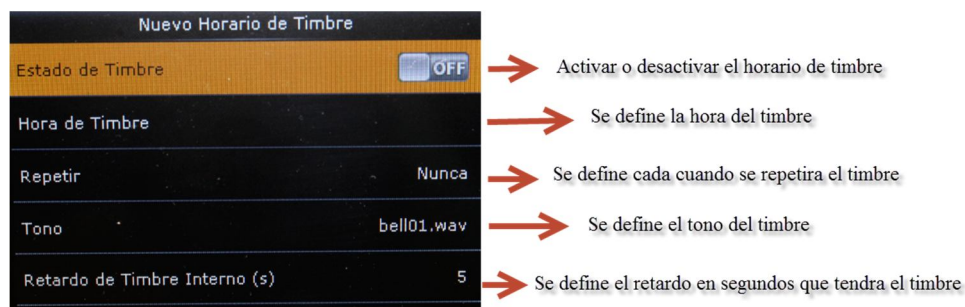 Nuevo Horario de Timbre
Estado de Timbre OFF Activar o desactivar el horario de timbre
Hora de Timbre Se define la hora del timbre
Repetir Nunca Se define cada cuando se repetira el timbre
Tono bell01.wav Se define el tono del timbre
Retardo de Timbre Interno (s) 5 Se define el retardo en segundos que tendra el timbre